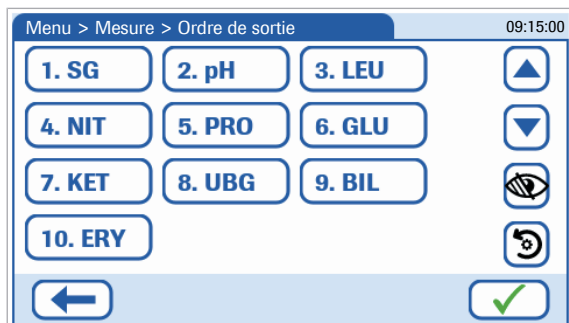 Menu > Mesure > Ordre de sortie 09:15:00
1. SG 2. pH 3. LEU
4. NIT 5. PRO 6. GLU
7. KET 8. UBG 9. BIL
10. ERY